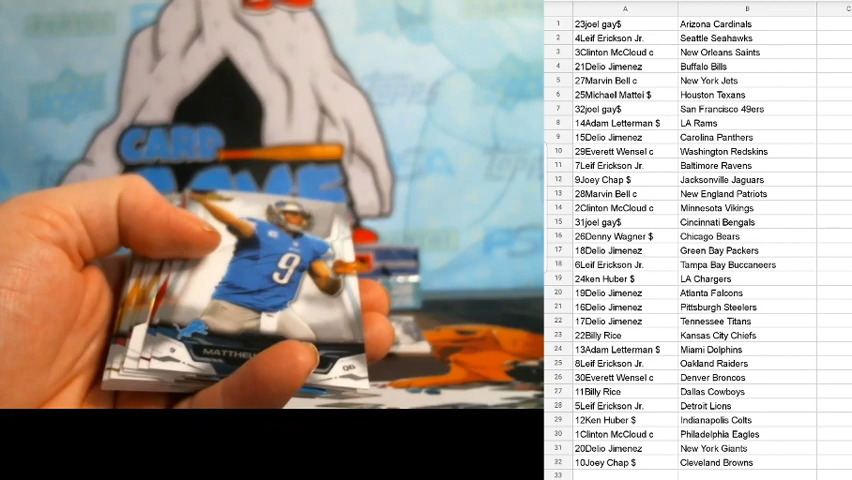 CARD
9
MATTHEW
QB
A
B
C
1 23joel gay$ Arizona Cardinals
2 4Leif Erickson Jr. Seattle Seahawks
3 3Clinton McCloud c New Orleans Saints
4 21Delio Jimenez Buffalo Bills
5 27Marvin Bell c New York Jets
6 25Michael Mattei $ Houston Texans
7 32joel gay$ San Francisco 49ers
8 14Adam Letterman $ LA Rams
9 15Delio Jimenez Carolina Panthers
10 29Everett Wensel c Washington Redskins
11 7Leif Erickson Jr. Baltimore Ravens
12 9Joey Chap $ Jacksonville Jaguars
13 28Marvin Bell c New England Patriots
14 2Clinton McCloud c Minnesota Vikings
15 31joel gay$ Cincinnati Bengals
16 26Denny Wagner $ Chicago Bears
17 18Delio Jimenez Green Bay Packers
18 6Leif Erickson Jr. Tampa Bay Buccaneers
19 24ken Huber $ LA Chargers
20 19Delio Jimenez Atlanta Falcons
21 16Delio Jimenez Pittsburgh Steelers
22 17Delio Jimenez Tennessee Titans
23 22Billy Rice Kansas City Chiefs
24 13Adam Letterman $ Miami Dolphins
25 8Leif Erickson Jr. Oakland Raiders
26 30Everett Wensel c Denver Broncos
27 11Billy Rice Dallas Cowboys
28 5Leif Erickson Jr. Detroit Lions
29 12Ken Huber $ Indianapolis Colts
30 1Clinton McCloud c Philadelphia Eagles
31 20Delio Jimenez New York Giants
32 10Joey Chap $ Cleveland Browns
33